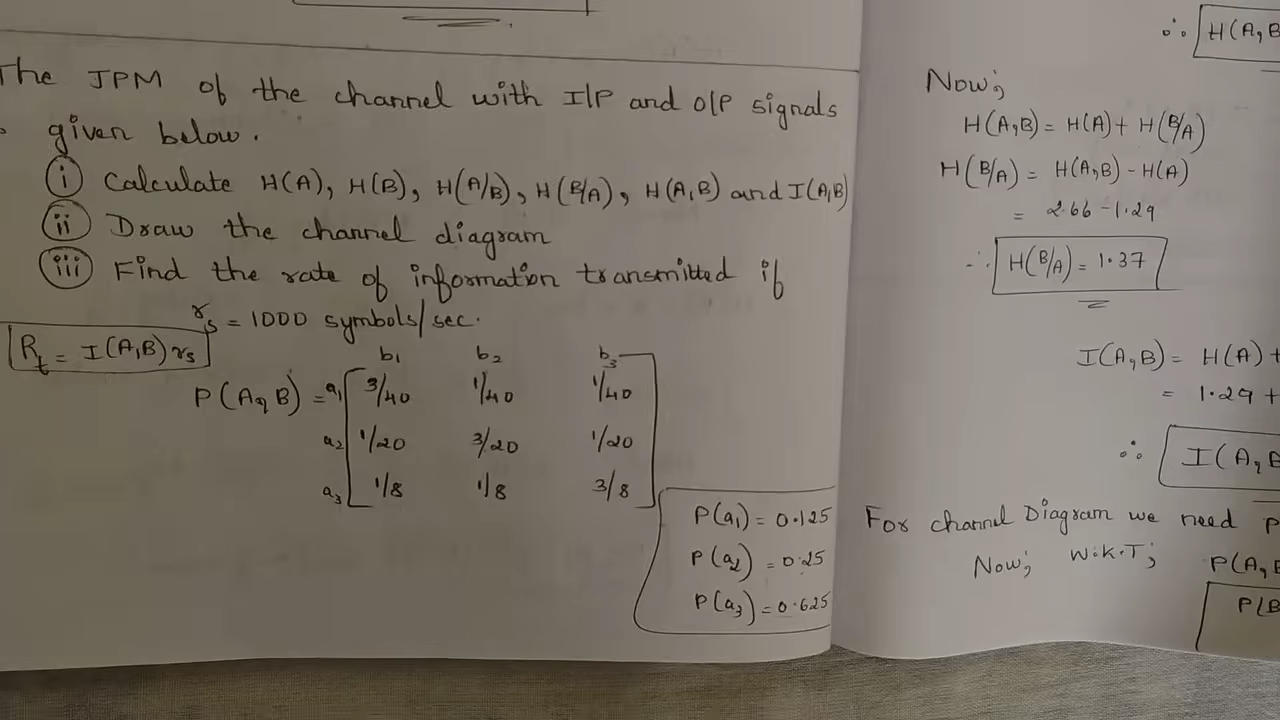 The JPM of the channel with I/P and O/P signals
given below.
(i) Calculate H(A), H(B), H(A/B), H(B/A), H(A,B) and I(A,B)
(ii) Draw the channel diagram
(iii) Find the rate of information transmitted if
rs = 1000 symbols/sec.
Rt = I(A,B) rs
b1 b2 b3
P(A,B) = a1 3/40 1/40 1/40
a2 1/20 3/20 1/20
a3 1/8 1/8 3/8
P(a1) = 0.125
P(a2) = 0.25
P(a3) = 0.625
∴ H(A,B
Now;
H(A,B) = H(A) + H(B/A)
H(B/A) = H(A,B) - H(A)
= 2.66 - 1.29
∴ H(B/A) = 1.37
I(A,B) = H(A) +
= 1.29 +
∴ I(A,B
For channel Diagram we need P
Now; W.K.T; P(A,B
P(B